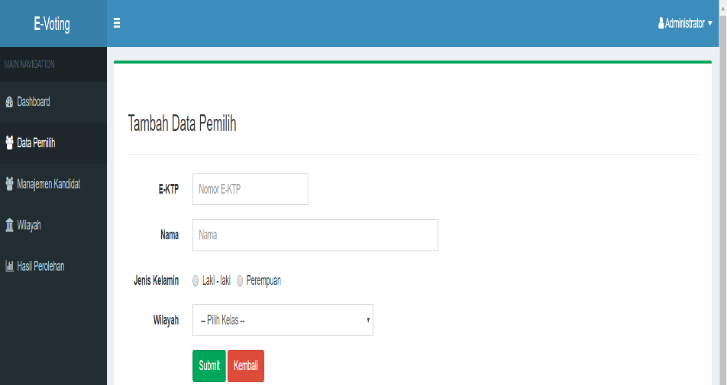 E-Voting
Administrator
MAIN NAVIGATION
Dashboard
Data Pemilih
Manajemen Kandidat
Wilayah
Hasil Perolehan
Tambah Data Pemilih
E-KTP Nomor E-KTP
Nama Nama
Jenis Kelamin Laki - laki Perempuan
Wilayah -- Pilih Kelas --
Submit Kembali